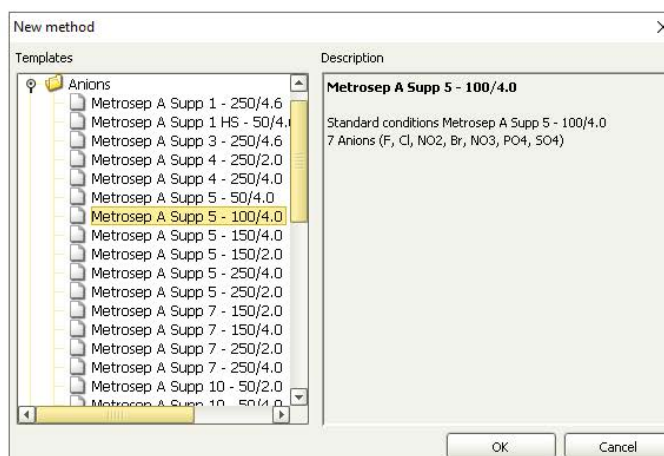 New method
Templates
Anions
Metrosep A Supp 1 - 250/4.6
Metrosep A Supp 1 HS - 50/4.
Metrosep A Supp 3 - 250/4.6
Metrosep A Supp 4 - 250/2.0
Metrosep A Supp 4 - 250/4.0
Metrosep A Supp 5 - 50/4.0
Metrosep A Supp 5 - 100/4.0
Metrosep A Supp 5 - 150/4.0
Metrosep A Supp 5 - 150/2.0
Metrosep A Supp 5 - 250/4.0
Metrosep A Supp 5 - 250/2.0
Metrosep A Supp 7 - 150/2.0
Metrosep A Supp 7 - 150/4.0
Metrosep A Supp 7 - 250/2.0
Metrosep A Supp 7 - 250/4.0
Metrosep A Supp 10 - 50/2.0
Metrosep A Supp 10 - 50/4.0
Description
Metrosep A Supp 5 - 100/4.0
Standard conditions Metrosep A Supp 5 - 100/4.0
7 Anions (F, Cl, NO2, Br, NO3, PO4, SO4)
OK
Cancel